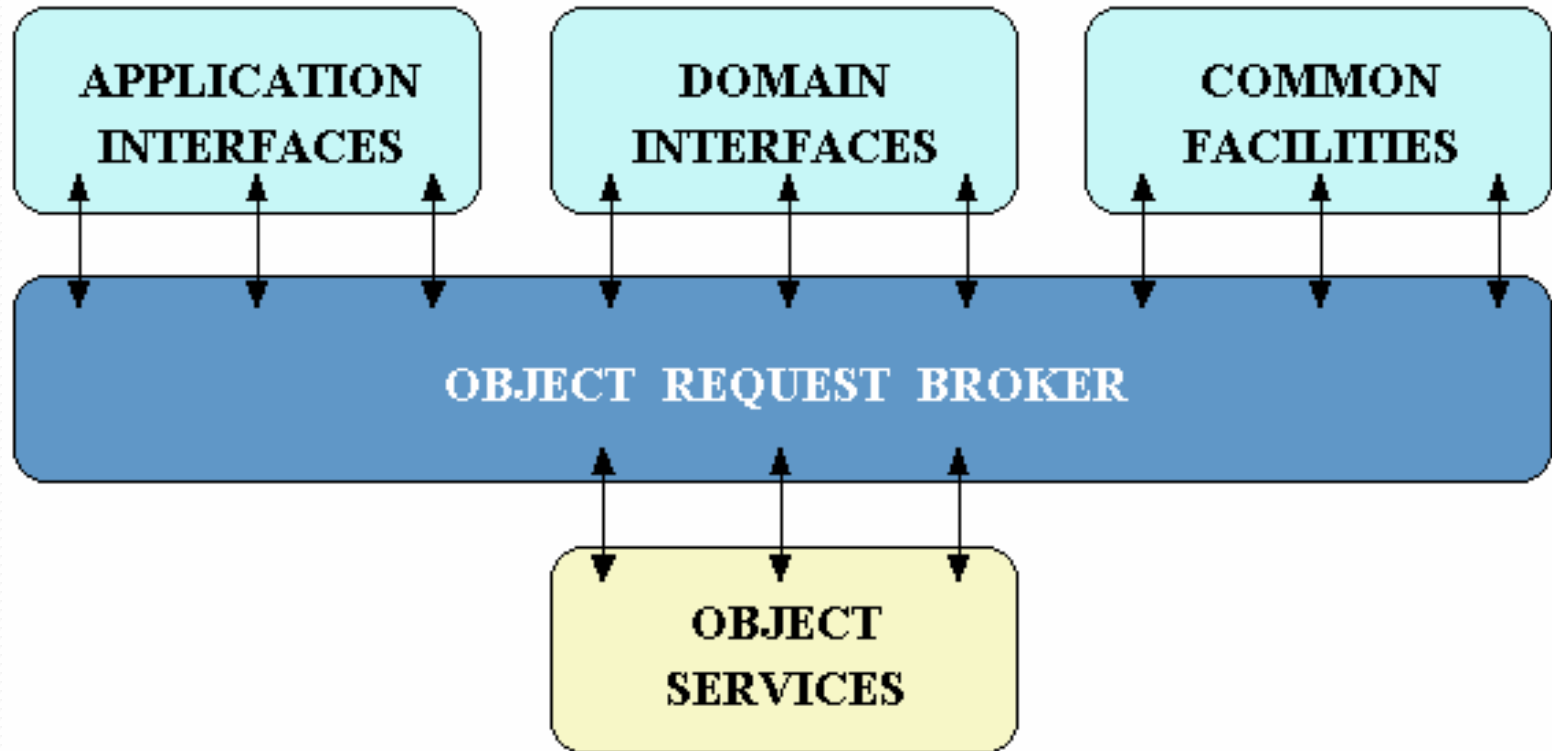 APPLICATION
INTERFACES
DOMAIN
INTERFACES
COMMON
FACILITIES
OBJECT REQUEST BROKER
OBJECT
SERVICES